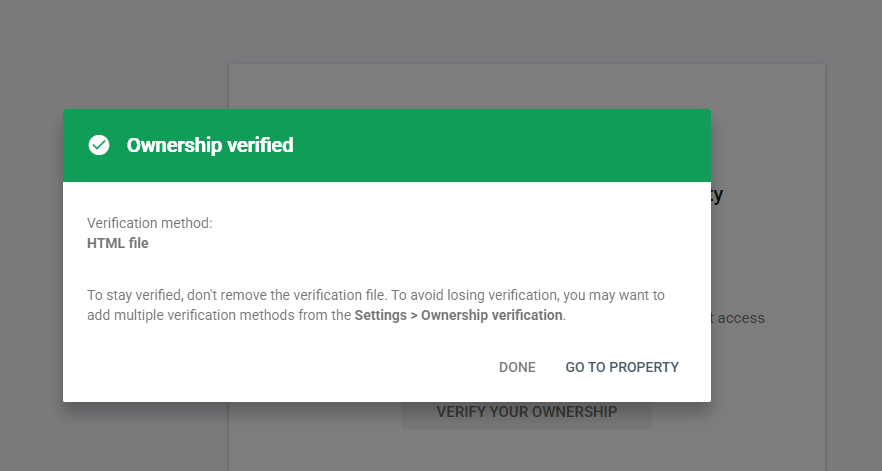 Ownership verified
Verification method:
HTML file
To stay verified, don't remove the verification file. To avoid losing verification, you may want to
add multiple verification methods from the Settings > Ownership verification.
DONE GO TO PROPERTY
access
VERIFY YOUR OWNERSHIP